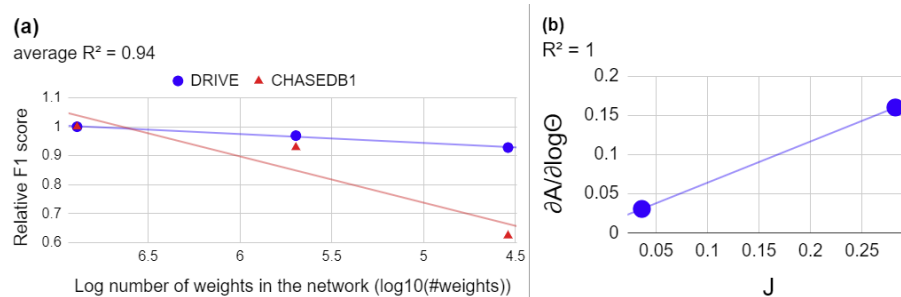 (a)
average R² = 0.94
DRIVE CHASEDB1
1.1
1
0.9
0.8
0.7
0.6
Relative F1 score
6.5 6 5.5 5 4.5
Log number of weights in the network (log10(#weights))
(b)
R² = 1
0.2
0.15
0.1
0.05
0
∂A/∂logΘ
0.05 0.1 0.15 0.2 0.25
J